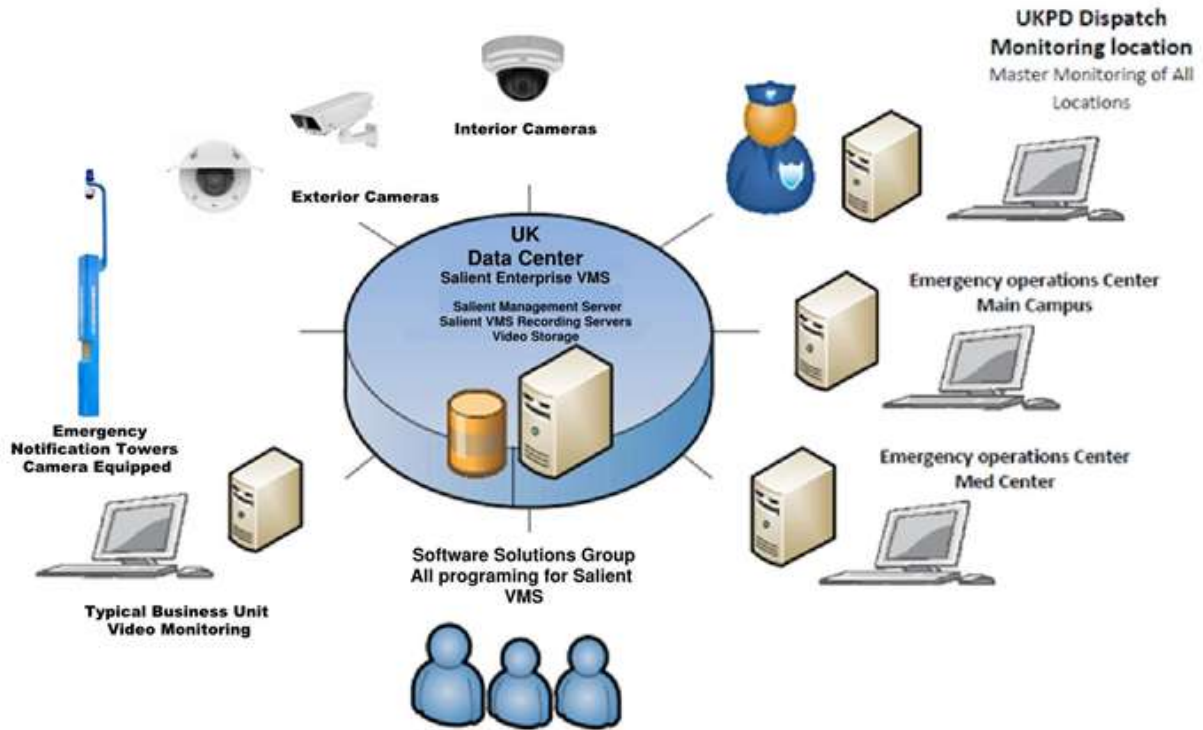 UKPD Dispatch
Monitoring location
Master Monitoring of All
Locations
Interior Cameras
Exterior Cameras
UK
Data Center
Salient Enterprise VMS
Salient Management Server
Salient VMS Recording Servers
Video Storage
Emergency operations Center
Main Campus
Emergency
Notification Towers
Camera Equipped
Emergency operations Center
Med Center
Software Solutions Group
All programing for Salient
VMS
Typical Business Unit
Video Monitoring